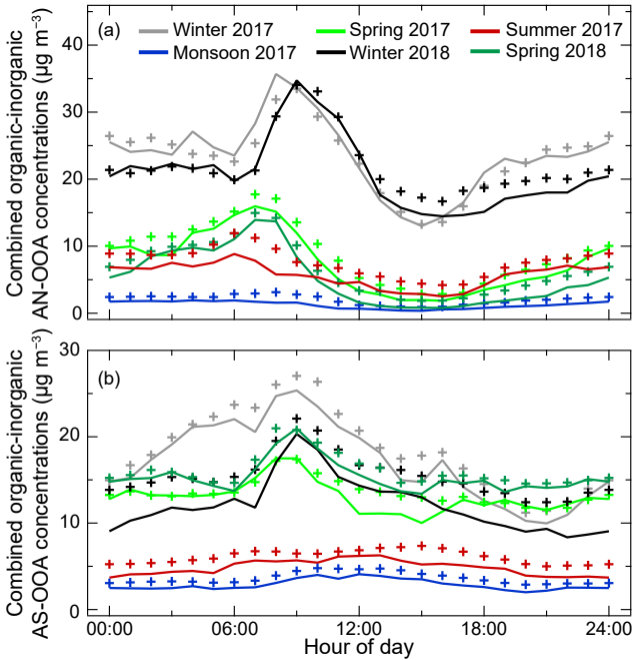 (a)
Winter 2017
Spring 2017
Summer 2017
Monsoon 2017
Winter 2018
Spring 2018
Combined organic-inorganic
AN-OOA concentrations (µg m⁻³)
40
30
20
10
0
(b)
Combined organic-inorganic
AS-OOA concentrations (µg m⁻³)
30
20
10
0
00:00
06:00
12:00
18:00
24:00
Hour of day